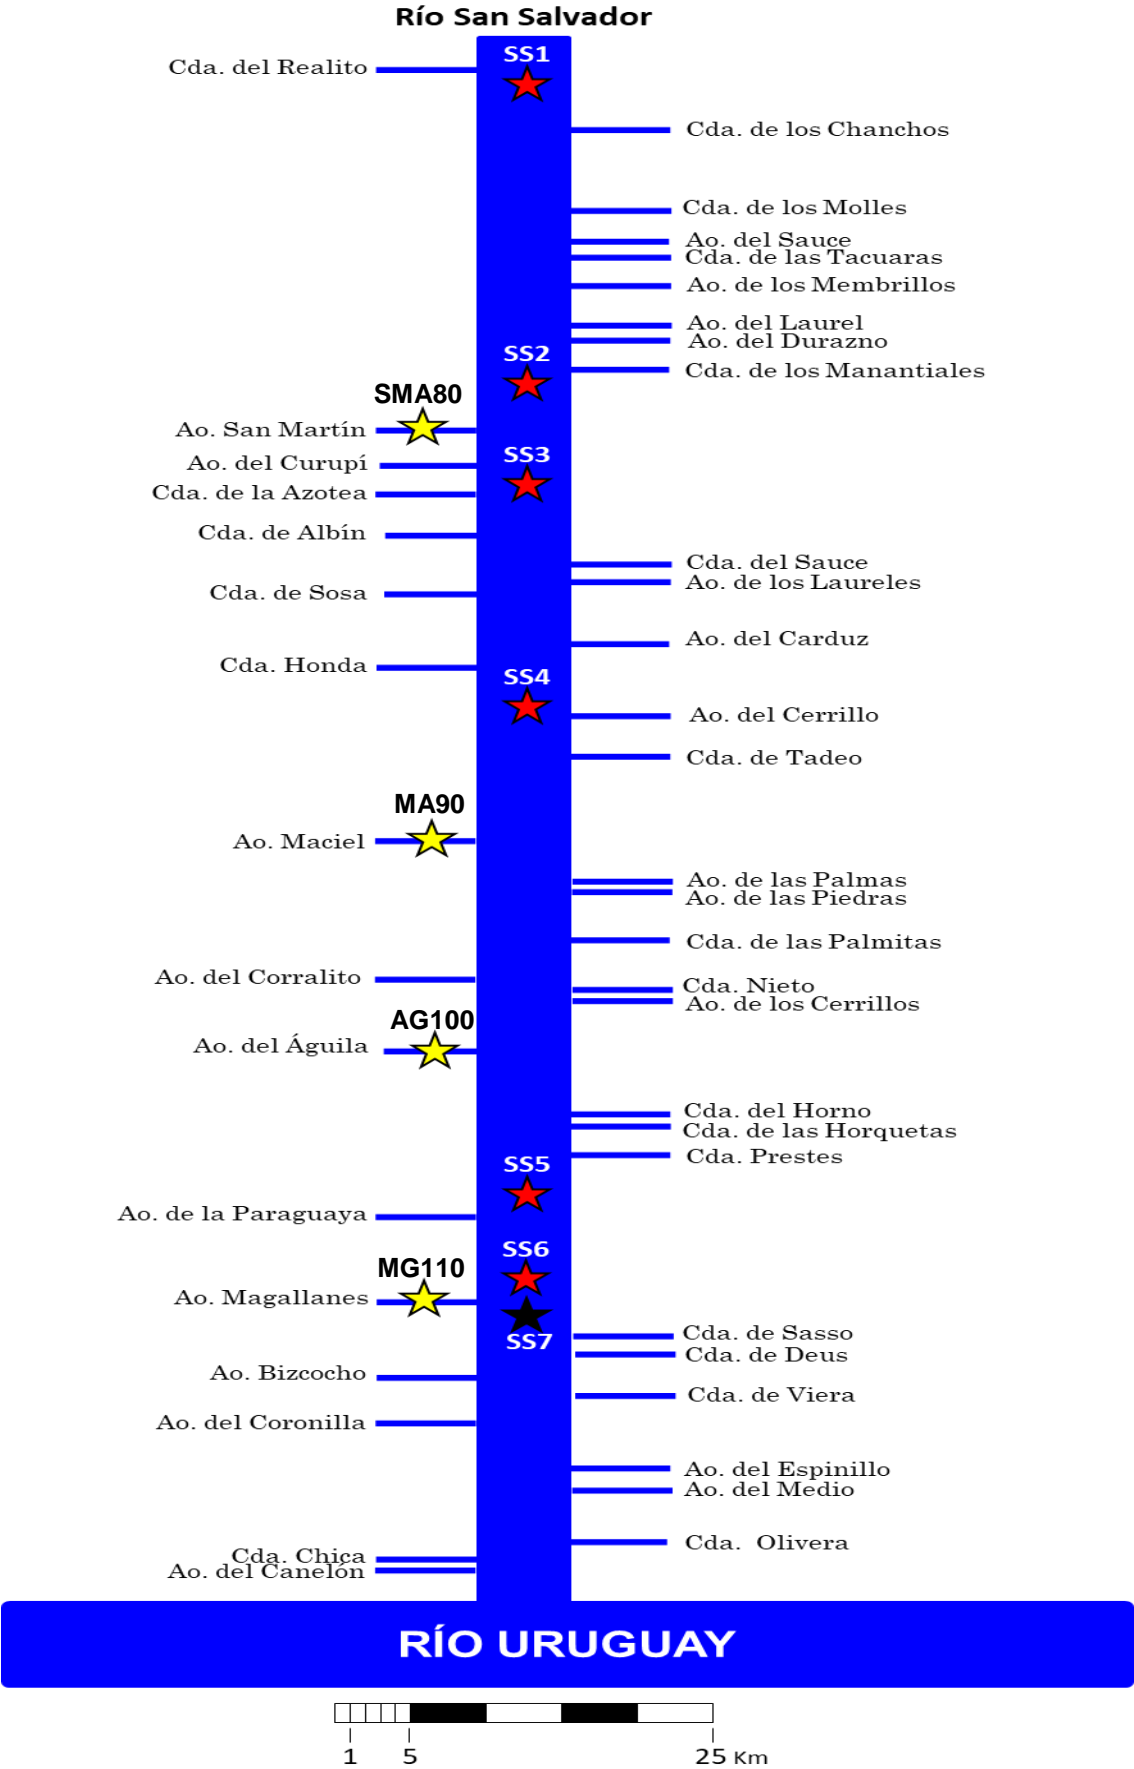 Río San Salvador
SS1
Cda. del Realito
Cda. de los Chanchos
Cda. de los Molles
Ao. del Sauce
Cda. de las Tacuaras
Ao. de los Membrillos
Ao. del Laurel
Ao. del Durazno
SS2
Cda. de los Manantiales
SMA80
Ao. San Martín
SS3
Ao. del Curupí
Cda. de la Azotea
Cda. de Albín
Cda. del Sauce
Ao. de los Laureles
Cda. de Sosa
Ao. del Carduz
Cda. Honda
SS4
Ao. del Cerrillo
Cda. de Tadeo
MA90
Ao. Maciel
Ao. de las Palmas
Ao. de las Piedras
Cda. de las Palmitas
Ao. del Corralito
Cda. Nieto
Ao. de los Cerrillos
AG100
Ao. del Águila
Cda. del Horno
Cda. de las Horquetas
Cda. Prestes
SS5
Ao. de la Paraguaya
SS6
MG110
Ao. Magallanes
Cda. de Sasso
SS7
Cda. de Deus
Ao. Bizcocho
Cda. de Viera
Ao. del Coronilla
Ao. del Espinillo
Ao. del Medio
Cda. Olivera
Cda. Chica
Ao. del Canelón
RÍO URUGUAY
1 5 25 Km